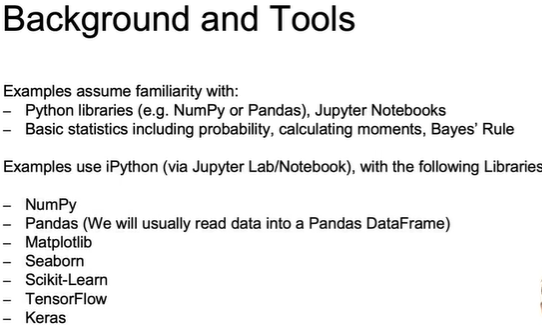 Background and Tools
Examples assume familiarity with:
– Python libraries (e.g. NumPy or Pandas), Jupyter Notebooks
– Basic statistics including probability, calculating moments, Bayes' Rule
Examples use iPython (via Jupyter Lab/Notebook), with the following Libraries
– NumPy
– Pandas (We will usually read data into a Pandas DataFrame)
– Matplotlib
– Seaborn
– Scikit-Learn
– TensorFlow
– Keras